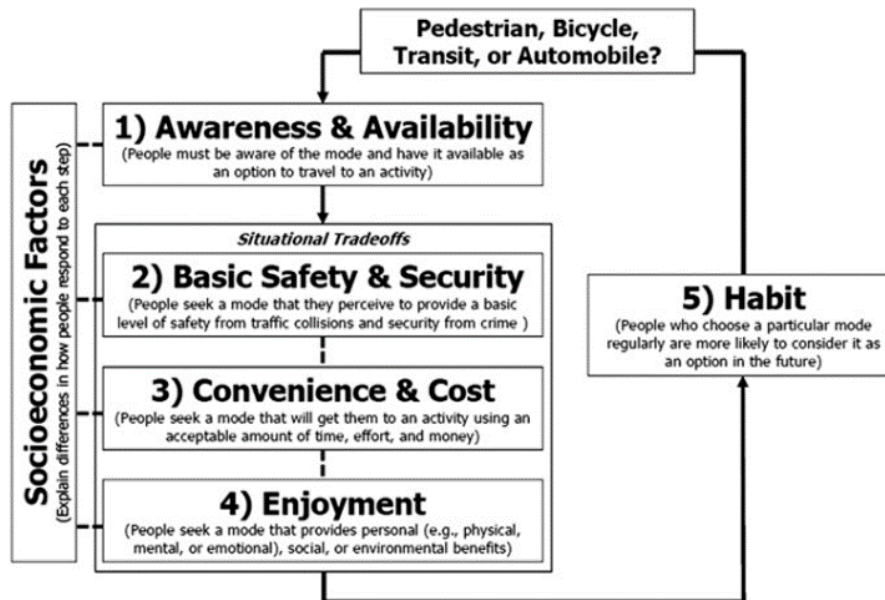 Pedestrian, Bicycle,
Transit, or Automobile?
Socioeconomic Factors
(Explain differences in how people respond to each step)
1) Awareness & Availability
(People must be aware of the mode and have it available as
an option to travel to an activity)
Situational Tradeoffs
2) Basic Safety & Security
(People seek a mode that they perceive to provide a basic
level of safety from traffic collisions and security from crime )
3) Convenience & Cost
(People seek a mode that will get them to an activity using an
acceptable amount of time, effort, and money)
4) Enjoyment
(People seek a mode that provides personal (e.g., physical,
mental, or emotional), social, or environmental benefits)
5) Habit
(People who choose a particular mode
regularly are more likely to consider it as
an option in the future)